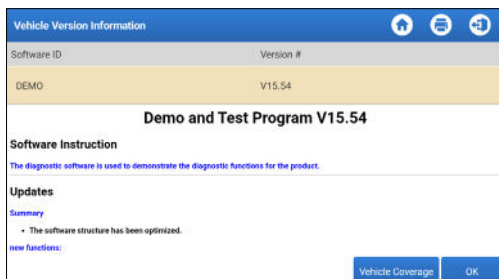 Vehicle Version Information
Software ID Version #
DEMO V15.54
Demo and Test Program V15.54
Software Instruction
The diagnostic software is used to demonstrate the diagnostic functions for the product.
Updates
Summary
• The software structure has been optimized.
new functions:
Vehicle Coverage OK